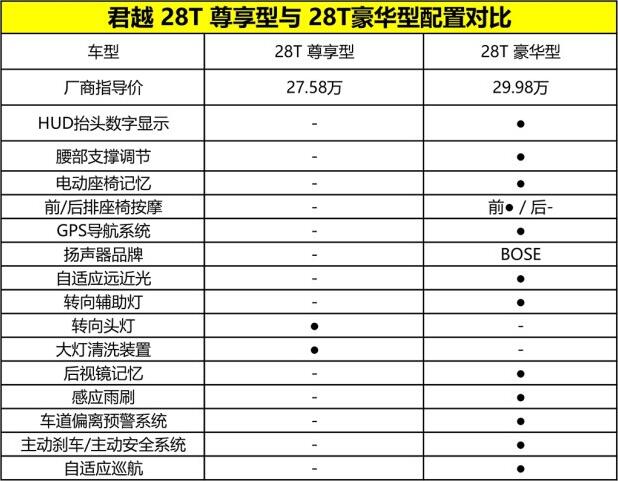 君越 28T 尊享型与 28T豪华型配置对比
车型 28T 尊享型 28T 豪华型
厂商指导价 27.58万 29.98万
HUD抬头数字显示 - ●
腰部支撑调节 - ●
电动座椅记忆 - ●
前/后排座椅按摩 - 前● / 后-
GPS导航系统 - ●
扬声器品牌 - BOSE
自适应远近光 - ●
转向辅助灯 - ●
转向头灯 ● -
大灯清洗装置 ● -
后视镜记忆 - ●
感应雨刷 - ●
车道偏离预警系统 - ●
主动刹车/主动安全系统 - ●
自适应巡航 - ●